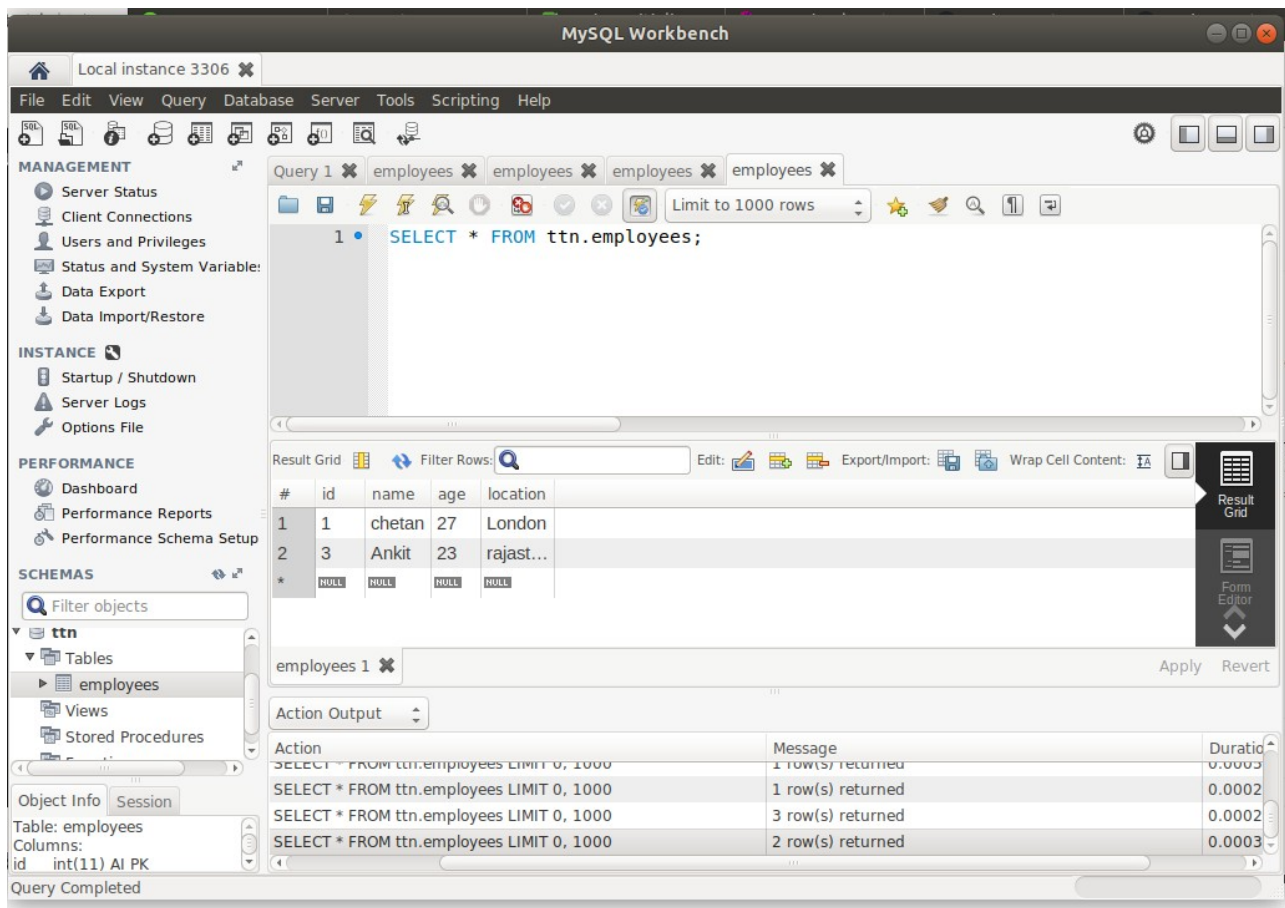 MySQL Workbench
Local instance 3306
File Edit View Query Database Server Tools Scripting Help
MANAGEMENT
Server Status
Client Connections
Users and Privileges
Status and System Variable
Data Export
Data Import/Restore
INSTANCE
Startup / Shutdown
Server Logs
Options File
PERFORMANCE
Dashboard
Performance Reports
Performance Schema Setup
SCHEMAS
Filter objects
ttn
Tables
employees
Views
Stored Procedures
Object Info Session
Table: employees
Columns:
id int(11) AI PK
Query 1 employees employees employees employees
Limit to 1000 rows
1 SELECT * FROM ttn.employees;
Result Grid Filter Rows: Edit: Export/Import: Wrap Cell Content:
# id name age location
1 1 chetan 27 London
2 3 Ankit 23 rajast...
* NULL NULL NULL NULL
Result
Grid
Form
Editor
employees 1 Apply Revert
Action Output
Action Message Duratio
SELECT * FROM ttn.employees LIMIT 0, 1000 1 row(s) returned 0.0003
SELECT * FROM ttn.employees LIMIT 0, 1000 1 row(s) returned 0.0002
SELECT * FROM ttn.employees LIMIT 0, 1000 3 row(s) returned 0.0002
SELECT * FROM ttn.employees LIMIT 0, 1000 2 row(s) returned 0.0003
Query Completed